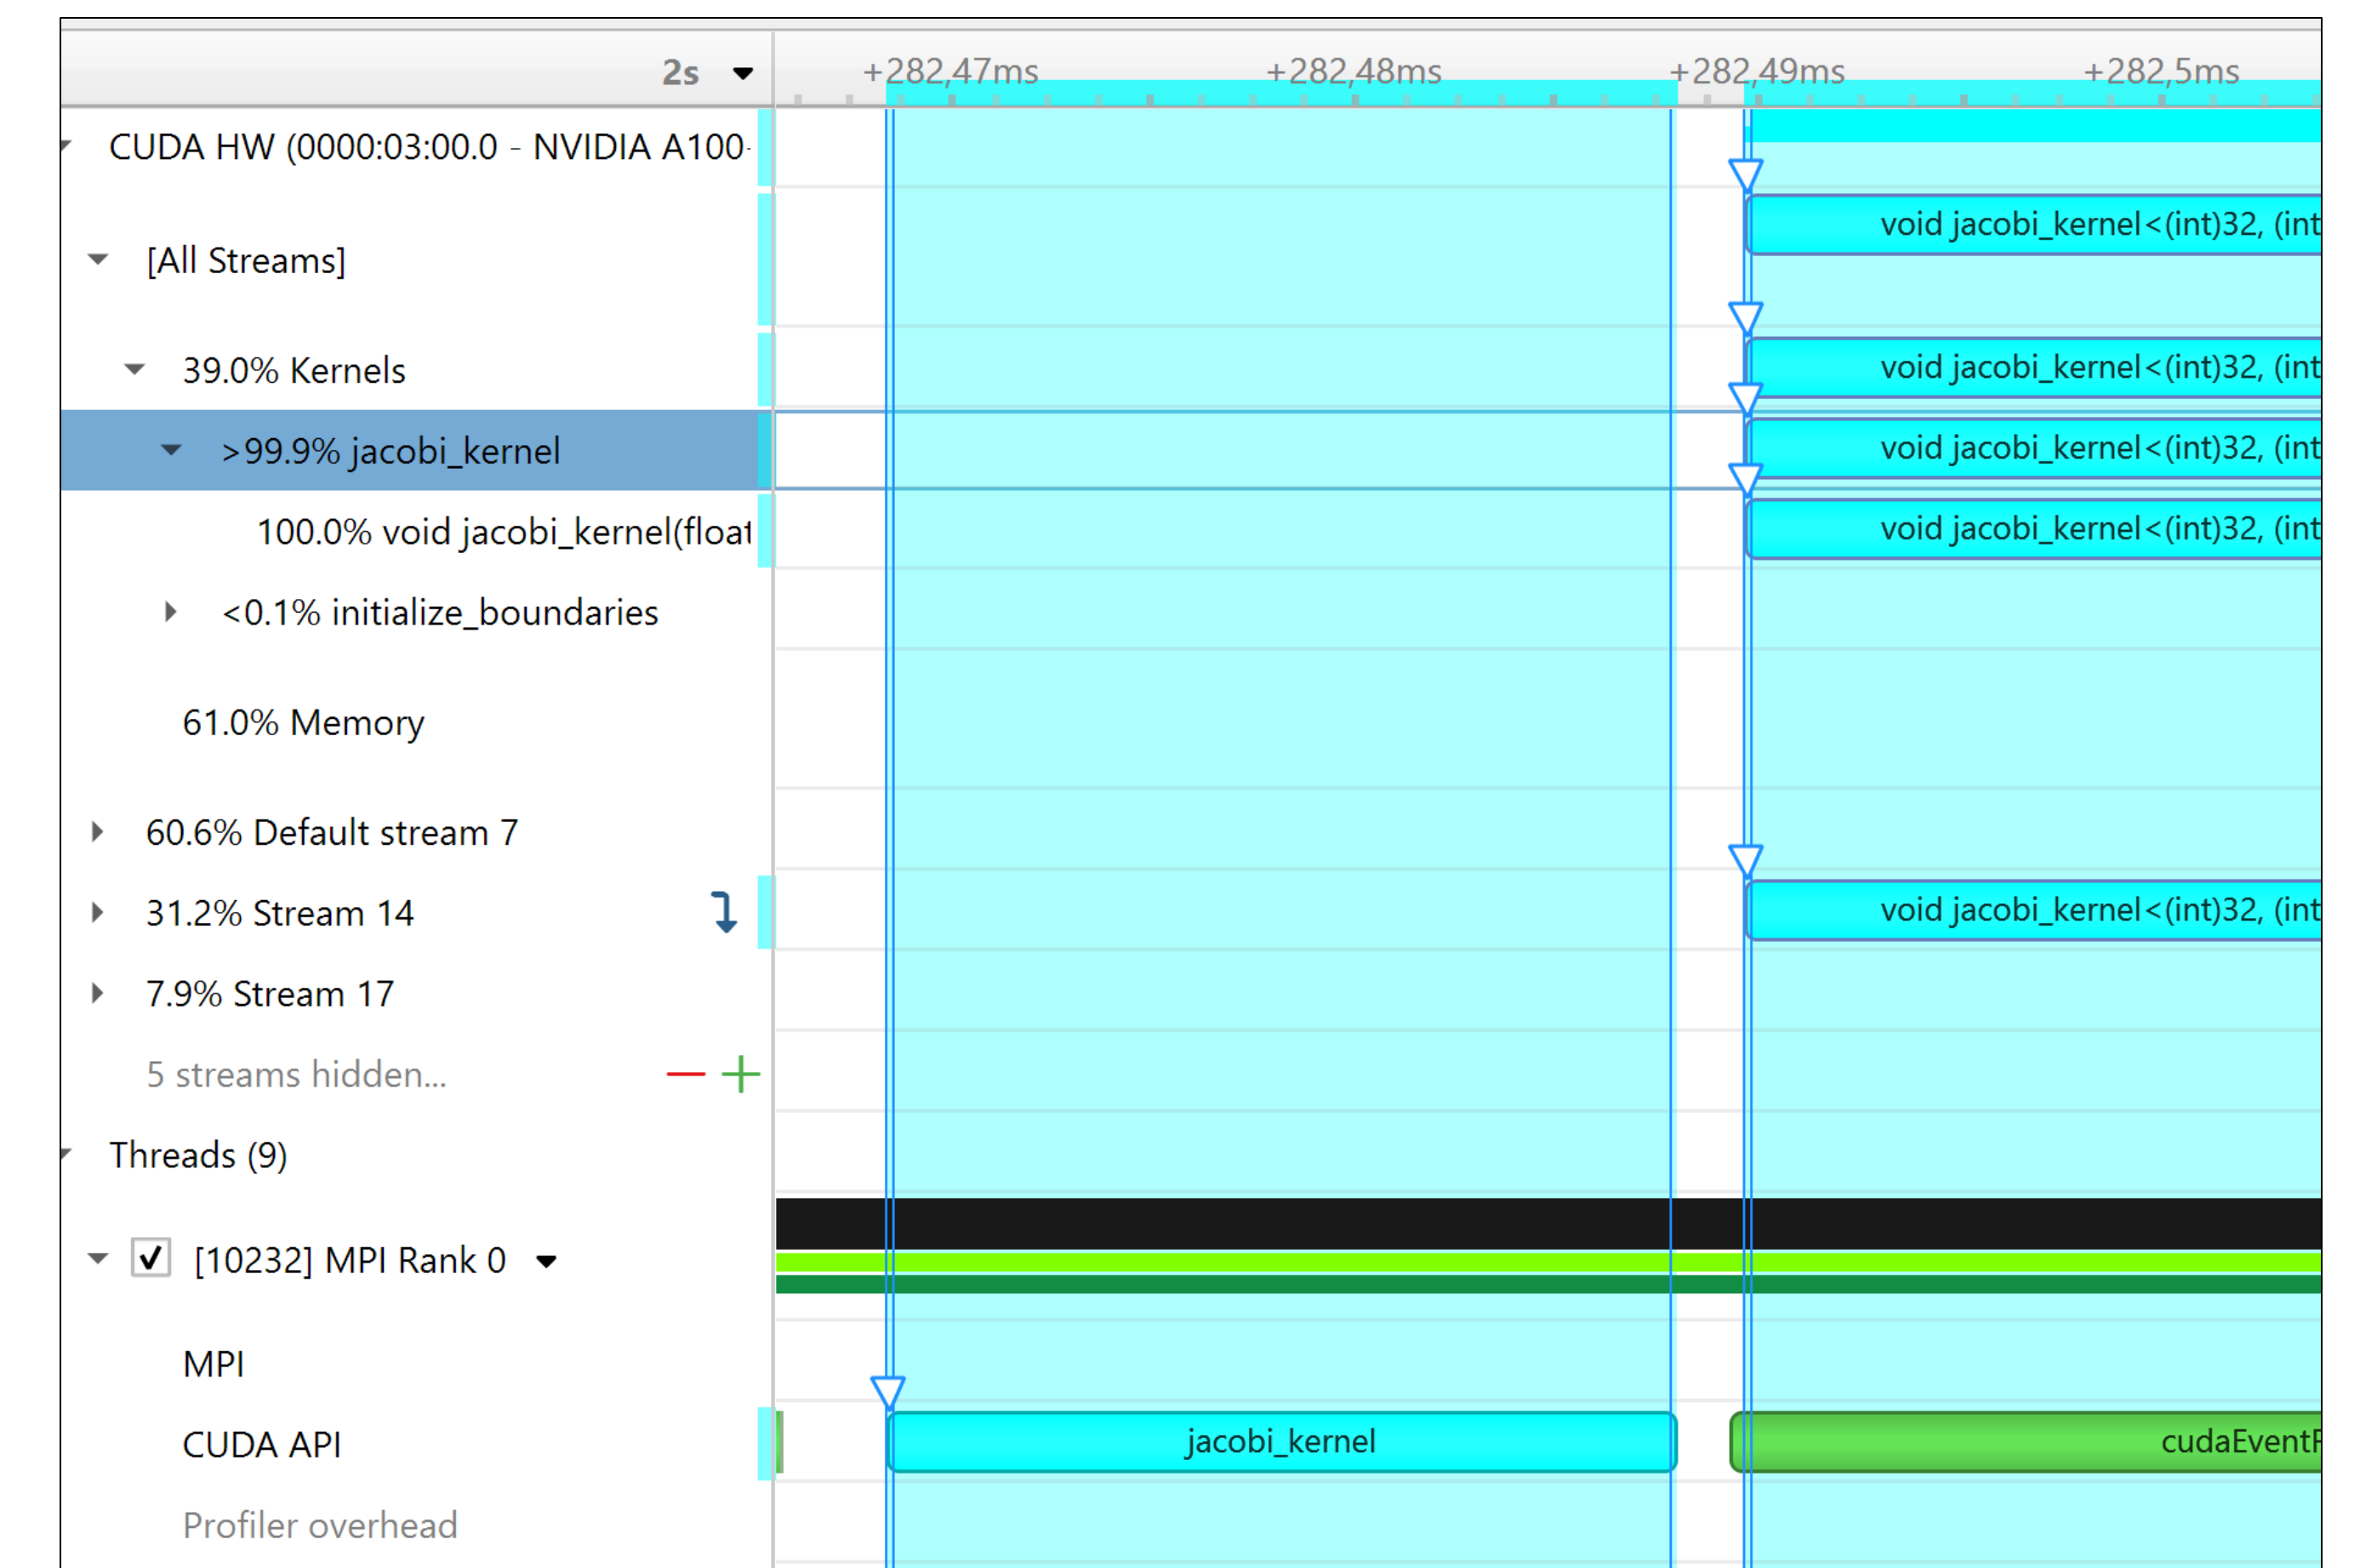 2s +282,47ms +282,48ms +282,49ms +282,5ms
CUDA HW (0000:03:00.0 - NVIDIA A100-
[All Streams] void jacobi_kernel<(int)32, (int
39.0% Kernels void jacobi_kernel<(int)32, (int
>99.9% jacobi_kernel void jacobi_kernel<(int)32, (int
100.0% void jacobi_kernel(float void jacobi_kernel<(int)32, (int
<0.1% initialize_boundaries
61.0% Memory
60.6% Default stream 7
31.2% Stream 14 void jacobi_kernel<(int)32, (int
7.9% Stream 17
5 streams hidden...
Threads (9)
[10232] MPI Rank 0
MPI
CUDA API jacobi_kernel cudaEvent
Profiler overhead